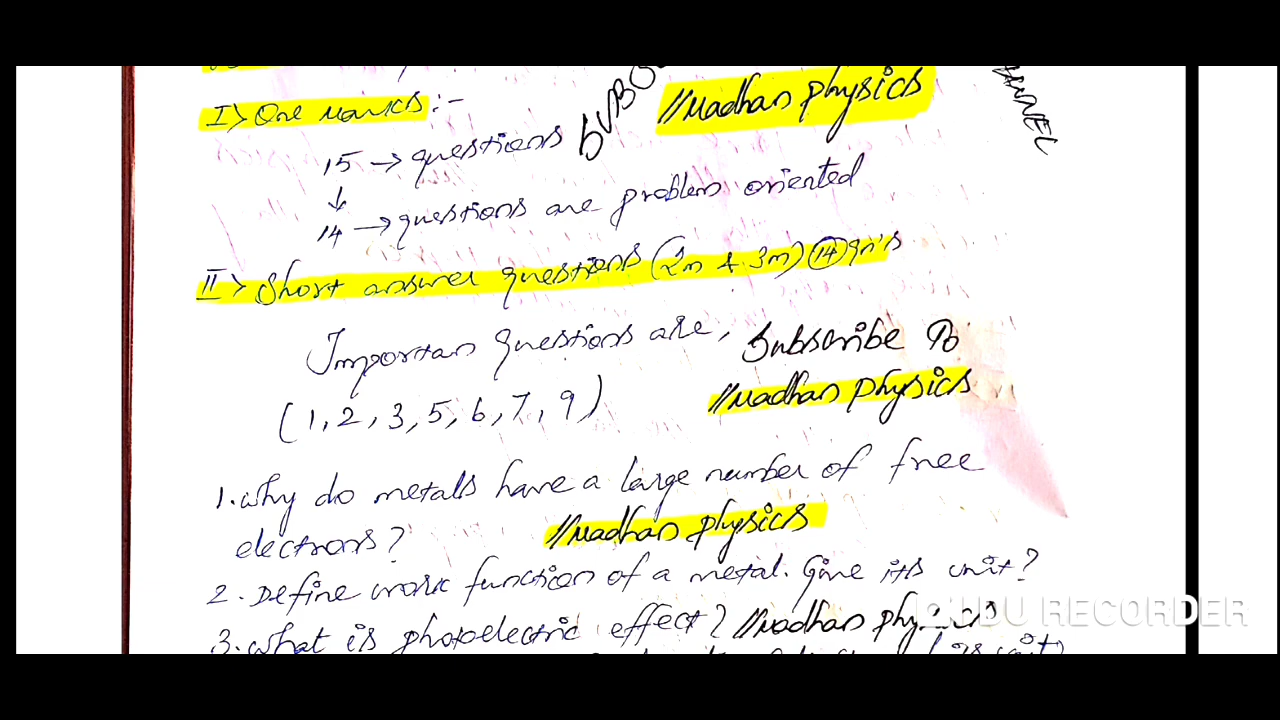 I> One Marks :-
//Madhan physics
15 → questions
↓
14 → questions are problem oriented
II> Short answer questions (2m & 3m) 14 qn's
Importan questions are,
Subscribe to
//Madhan physics
(1, 2, 3, 5, 6, 7, 9)
1. Why do metals have a large number of free
electrons?
//Madhan physics
2. Define work function of a metal. Give its unit?
3. What is photoelectric effect? //Madhan physics
DU RECORDER